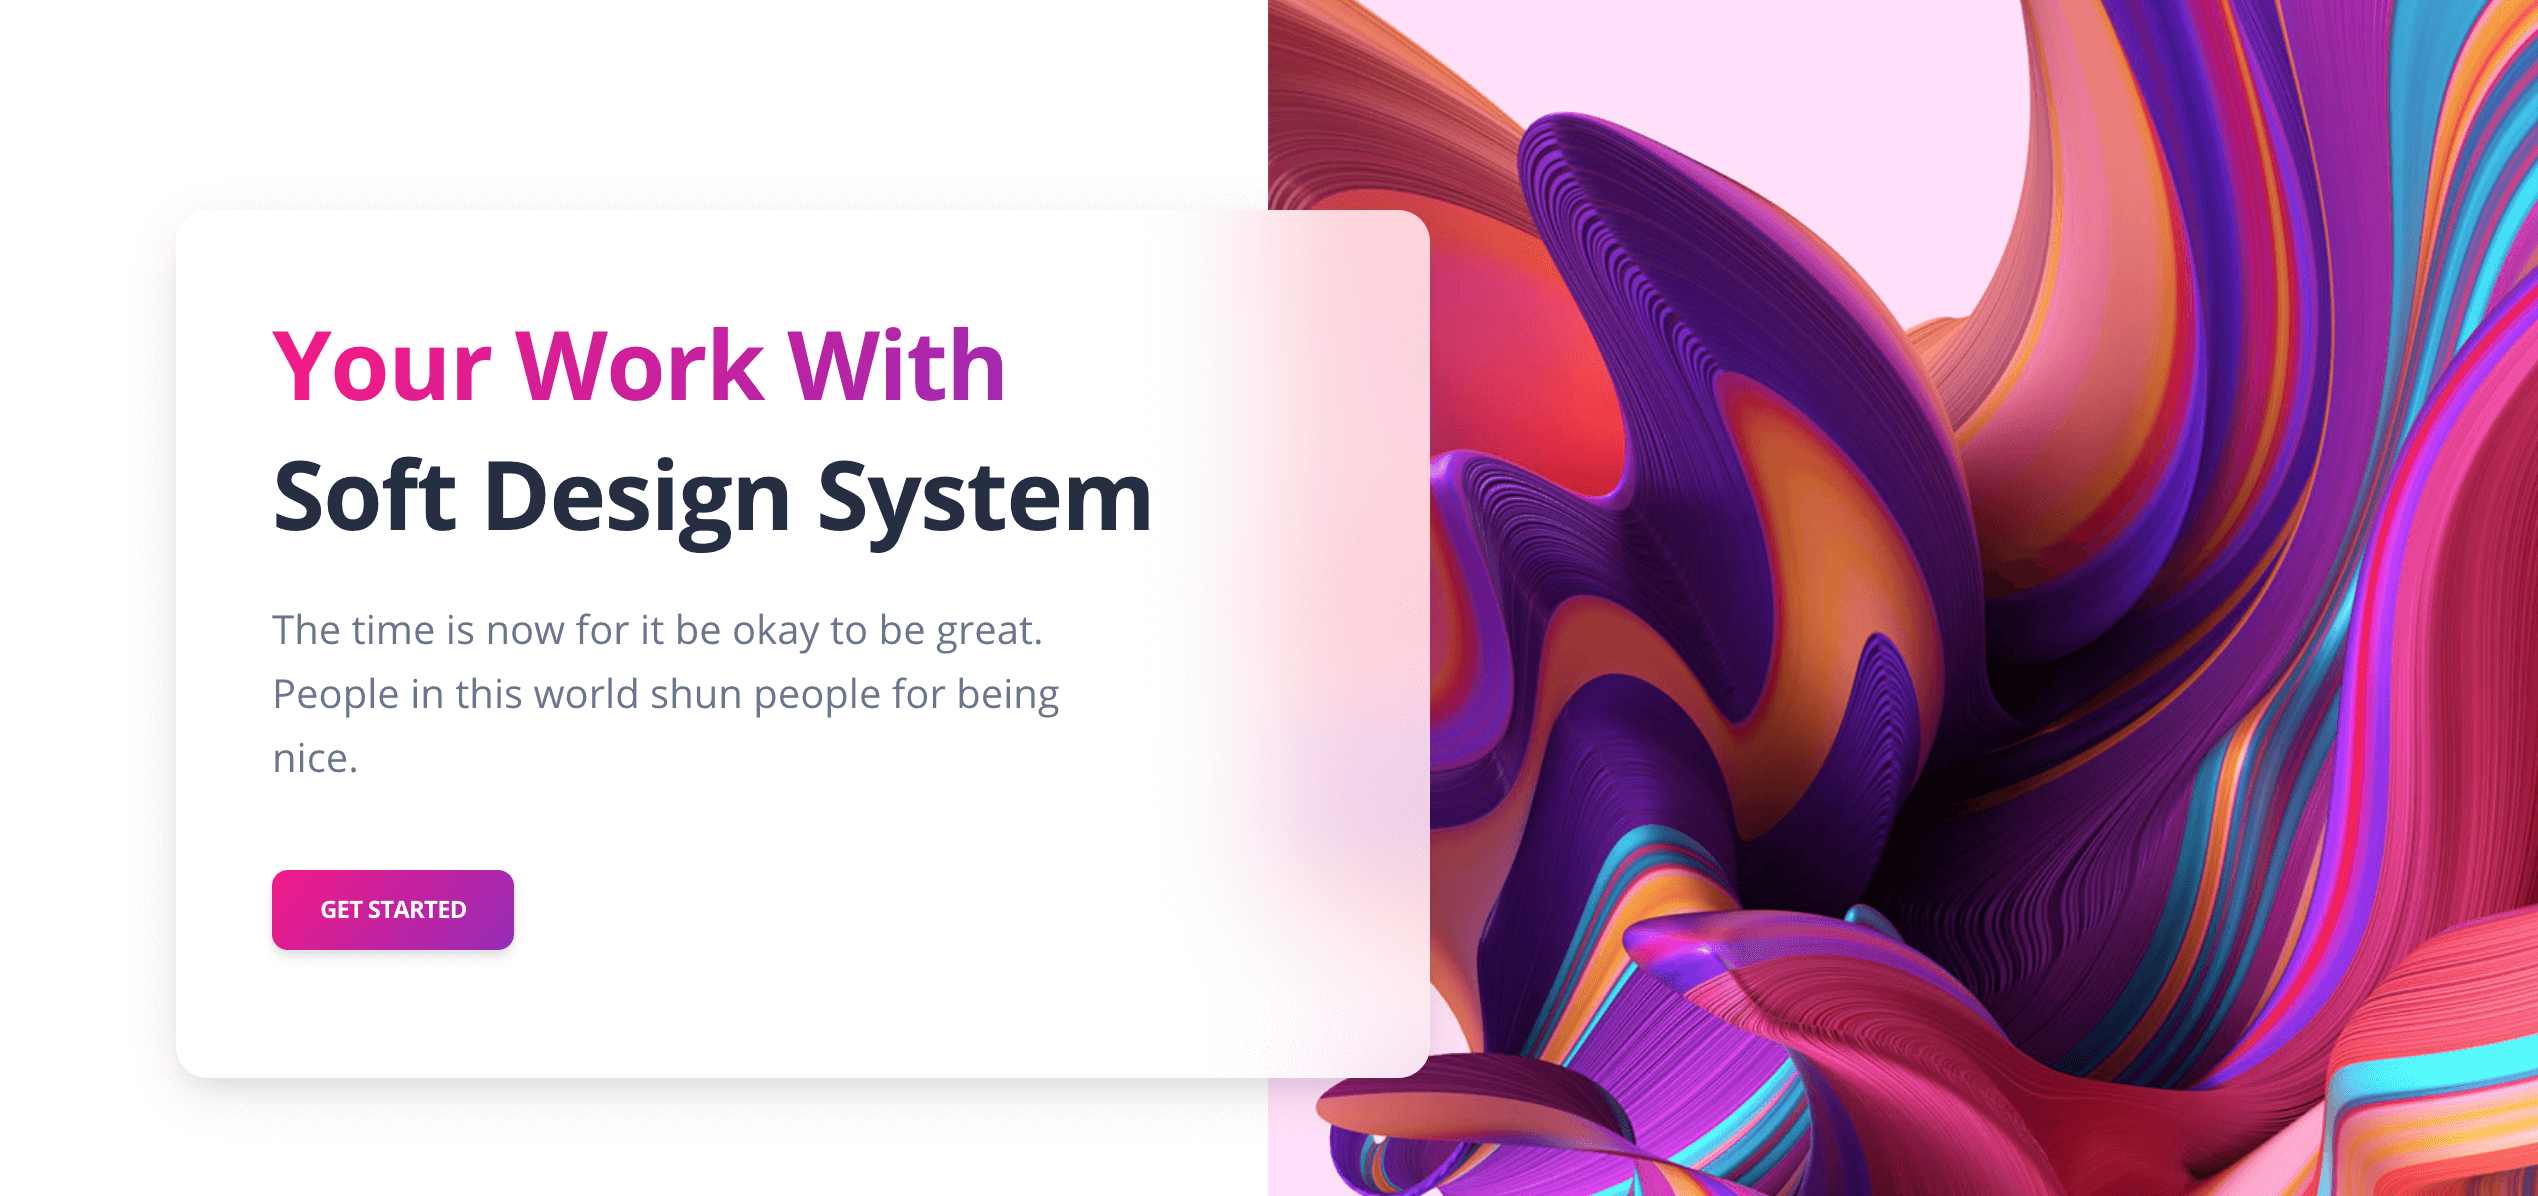 Your Work With
Soft Design System
The time is now for it be okay to be great.
People in this world shun people for being
nice.
GET STARTED